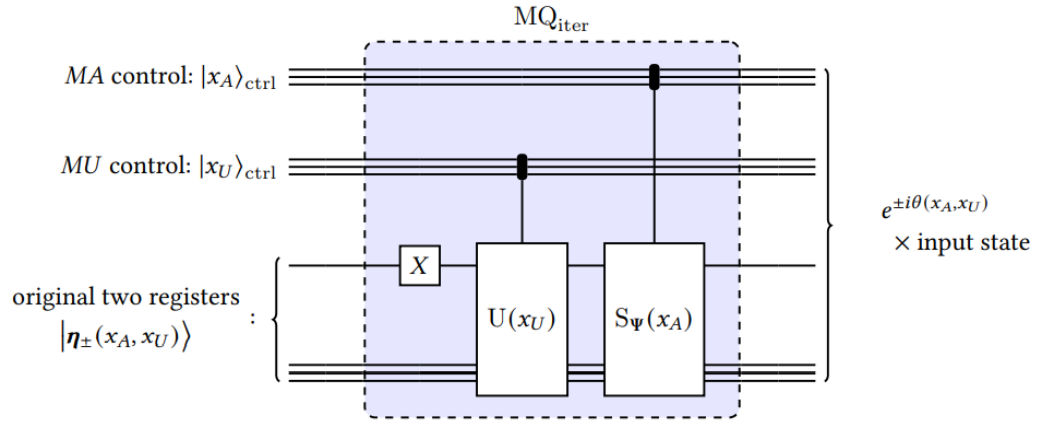 MQ_iter
MA control: |x_A⟩_ctrl
MU control: |x_U⟩_ctrl
X
original two registers
|η_±(x_A, x_U)⟩ :
U(x_U)
S_Ψ(x_A)
e^{±iθ(x_A,x_U)}
× input state